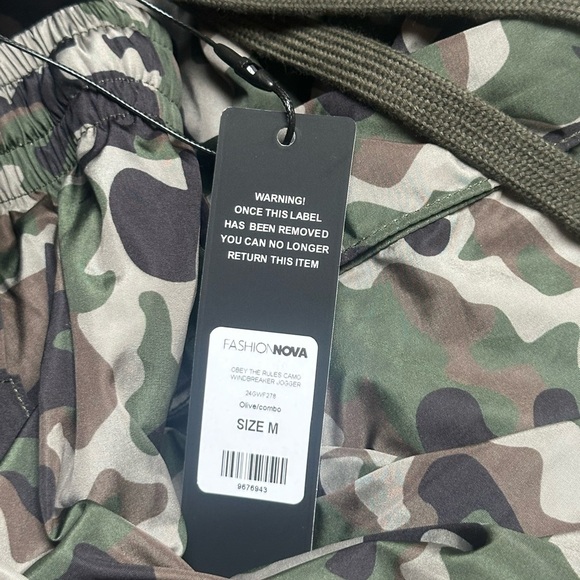 WARNING!
ONCE THIS LABEL
HAS BEEN REMOVED
YOU CAN NO LONGER
RETURN THIS ITEM
FASHIONNOVA
OBEY THE RULES CAMO
WINDBREAKER JOGGER
24GWF278
Olive/combo
SIZE M
9676943